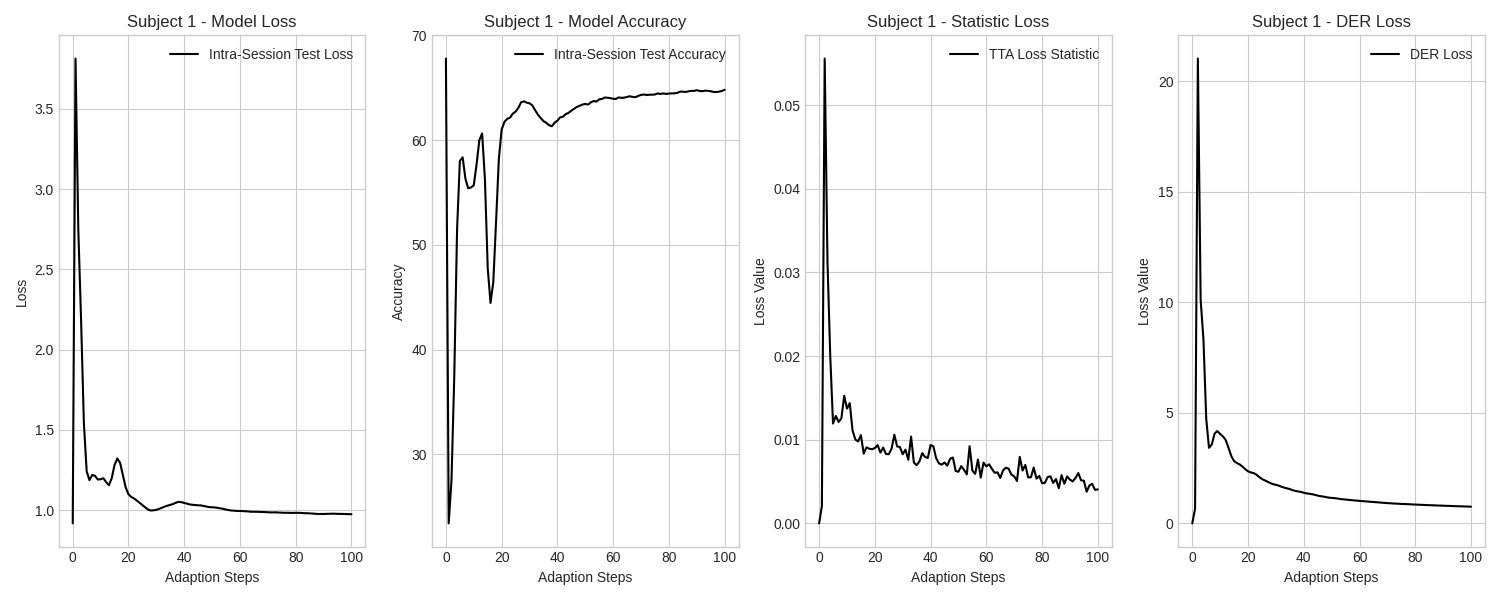 Subject 1 - Model Loss
Intra-Session Test Loss
3.5
3.0
2.5
2.0
1.5
1.0
Loss
0 20 40 60 80 100
Adaption Steps
Subject 1 - Model Accuracy
Intra-Session Test Accuracy
70
60
50
40
30
Accuracy
0 20 40 60 80 100
Adaption Steps
Subject 1 - Statistic Loss
TTA Loss Statistic
0.05
0.04
0.03
0.02
0.01
0.00
Loss Value
0 20 40 60 80 100
Adaption Steps
Subject 1 - DER Loss
DER Loss
20
15
10
5
0
Loss Value
0 20 40 60 80 100
Adaption Steps